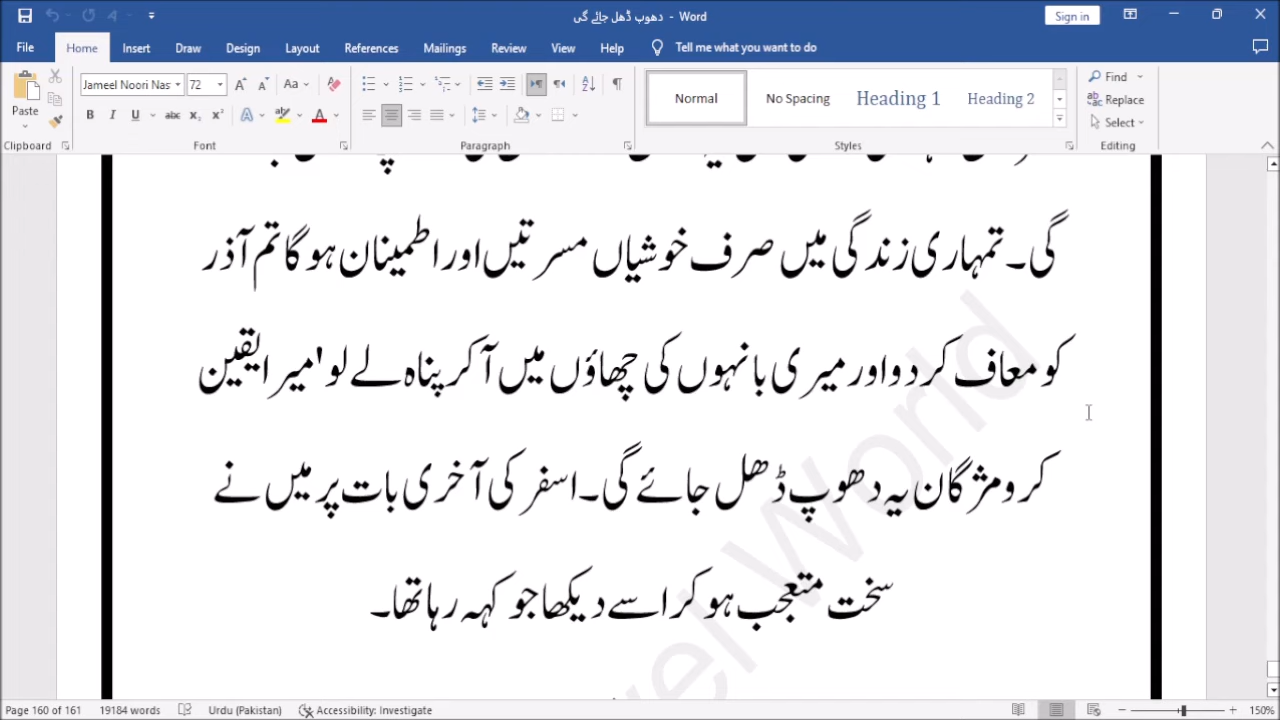 دھوپ ڈھل جائے گی - Word
Sign in
File Home Insert Draw Design Layout References Mailings Review View Help Tell me what you want to do
Paste
Jameel Noori Nas 72
Normal
No Spacing
Heading 1
Heading 2
Find
Replace
Select
Clipboard Font Paragraph Styles Editing
گی۔ تمہاری زندگی میں صرف خوشیاں مسرتیں اور اطمینان ہو گا تم آذر
کو معاف کر دو اور میری بانہوں کی چھاؤں میں آ کر پناہ لے لو' میرا یقین
کرو مژگان یہ دھوپ ڈھل جائے گی۔ اسفر کی آخری بات پر میں نے
سخت متعجب ہو کر اسے دیکھا جو کہہ رہا تھا۔
vel World
Page 160 of 161 19184 words Urdu (Pakistan) Accessibility: Investigate 150%